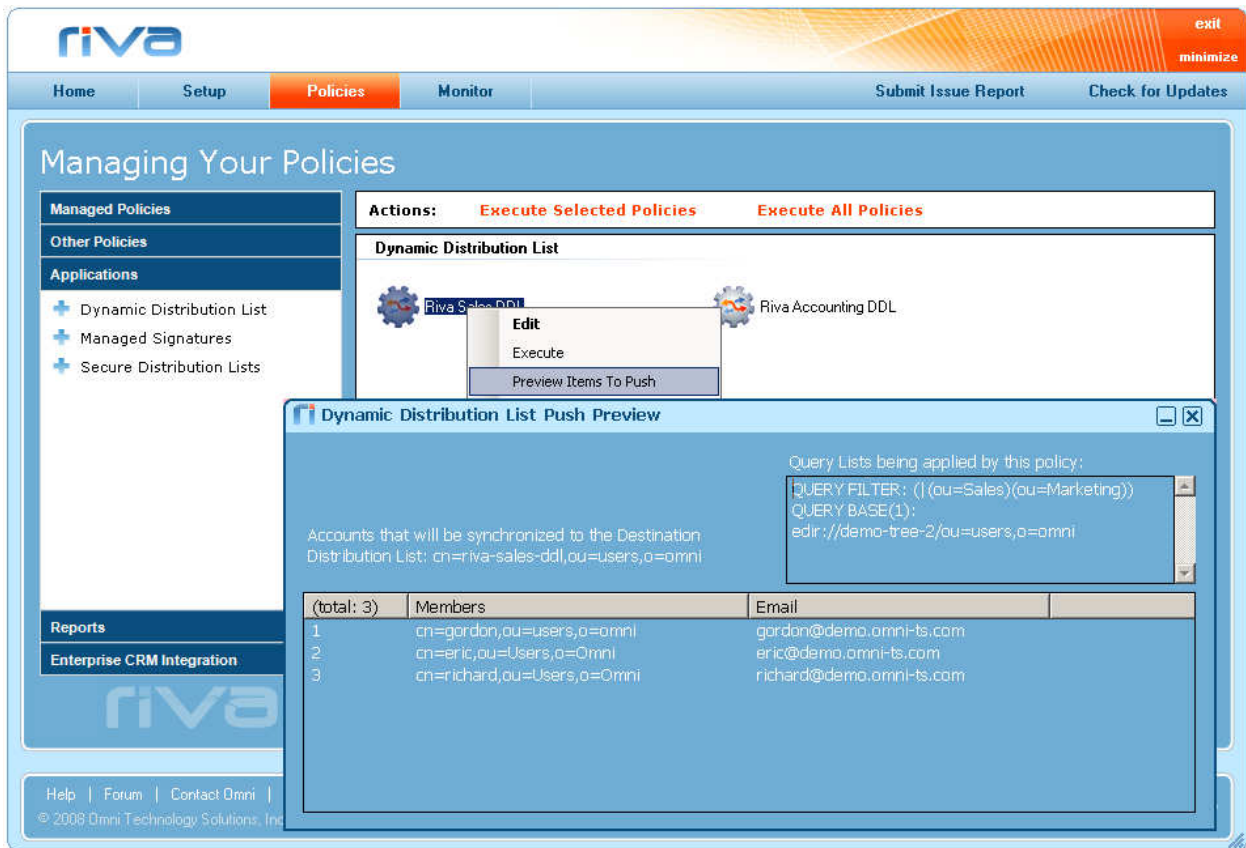 riva
exit
minimize
Home Setup Policies Monitor Submit Issue Report Check for Updates
Managing Your Policies
Managed Policies
Other Policies
Applications
Dynamic Distribution List
Managed Signatures
Secure Distribution Lists
Reports
Enterprise CRM Integration
riva
Actions: Execute Selected Policies Execute All Policies
Dynamic Distribution List
Riva Sales DDL
Riva Accounting DDL
Edit
Execute
Preview Items To Push
Dynamic Distribution List Push Preview
Query Lists being applied by this policy:
QUERY FILTER: (|(ou=Sales)(ou=Marketing))
QUERY BASE(1):
edir://demo-tree-2/ou=users,o=omni
Accounts that will be synchronized to the Destination
Distribution List: cn=riva-sales-ddl,ou=users,o=omni
(total: 3) Members Email
1 cn=gordon,ou=users,o=omni gordon@demo.omni-ts.com
2 cn=eric,ou=Users,o=Omni eric@demo.omni-ts.com
3 cn=richard,ou=Users,o=Omni richard@demo.omni-ts.com
Help | Forum | Contact Omni |
© 2008 Omni Technology Solutions, Inc